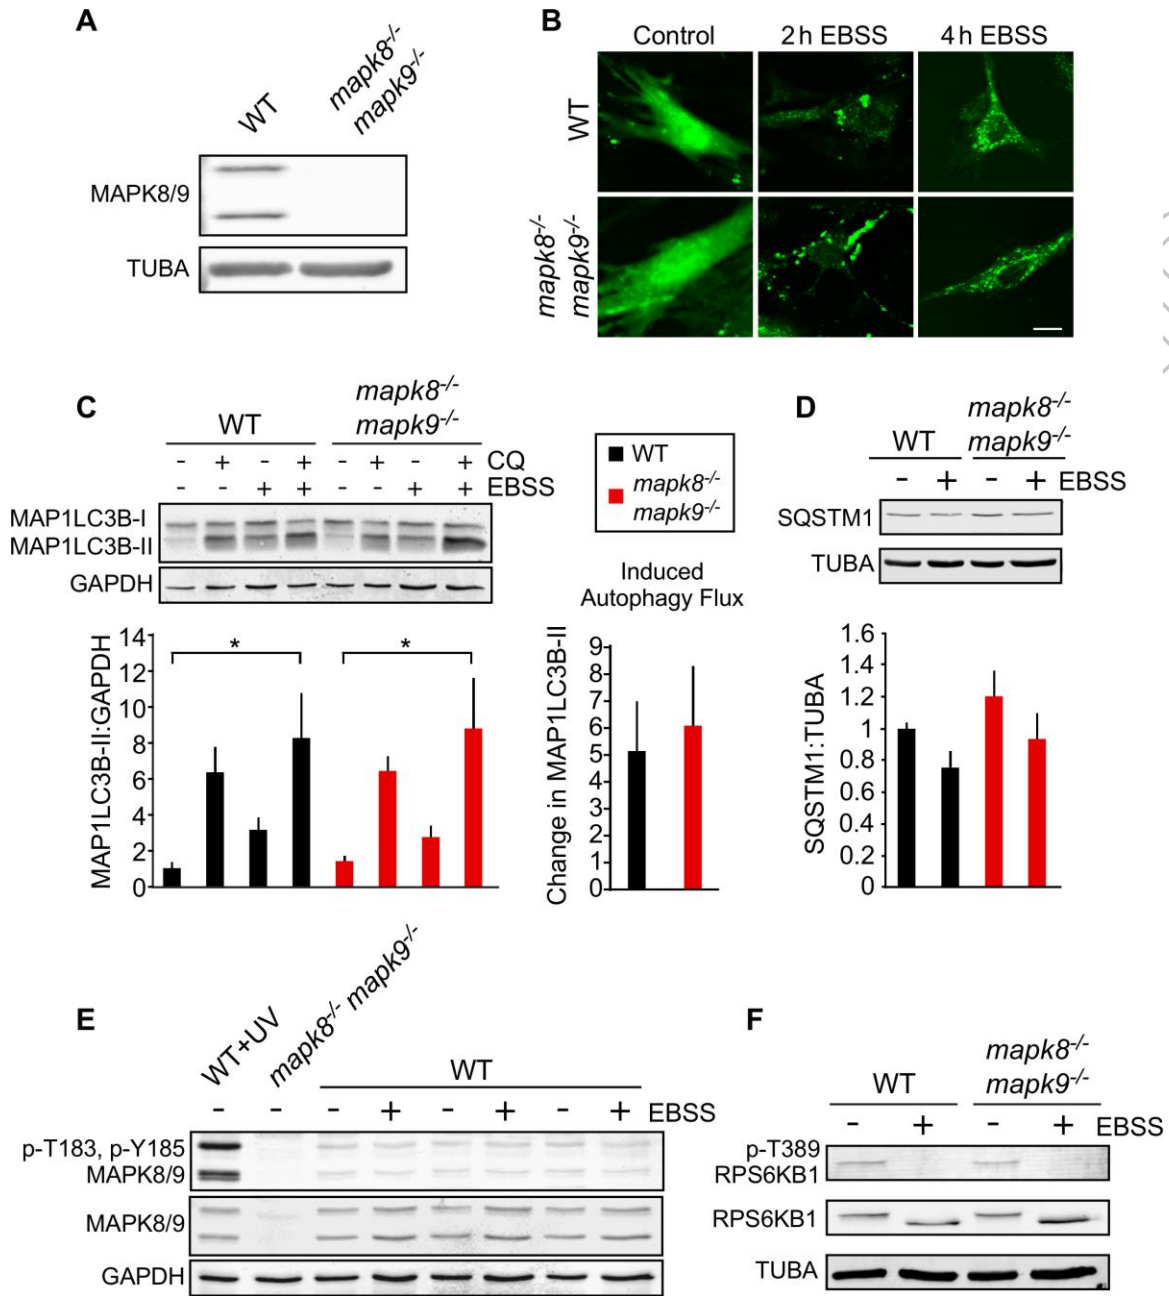 A
WT
mapk8-/-
mapk9-/-
MAPK8/9
TUBA
B
Control
2h EBSS
4h EBSS
WT
mapk8-/-
mapk9-/-
C
WT
mapk8-/-
mapk9-/-
- + - + - + - + CQ
- - + + - - + + EBSS
MAP1LC3B-I
MAP1LC3B-II
GAPDH
MAP1LC3B-II:GAPDH
14
12
10
8
6
4
2
0
*
*
WT
mapk8-/-
mapk9-/-
Induced
Autophagy Flux
Change in MAP1LC3B-II
9
8
7
6
5
4
3
2
1
0
D
WT
mapk8-/-
mapk9-/-
- + - + EBSS
SQSTM1
TUBA
SQSTM1:TUBA
1.6
1.4
1.2
1
0.8
0.6
0.4
0.2
0
E
WT+UV
mapk8-/- mapk9-/-
WT
- - - + - + - + EBSS
p-T183, p-Y185
MAPK8/9
MAPK8/9
GAPDH
F
WT
mapk8-/-
mapk9-/-
- + - + EBSS
p-T389
RPS6KB1
RPS6KB1
TUBA